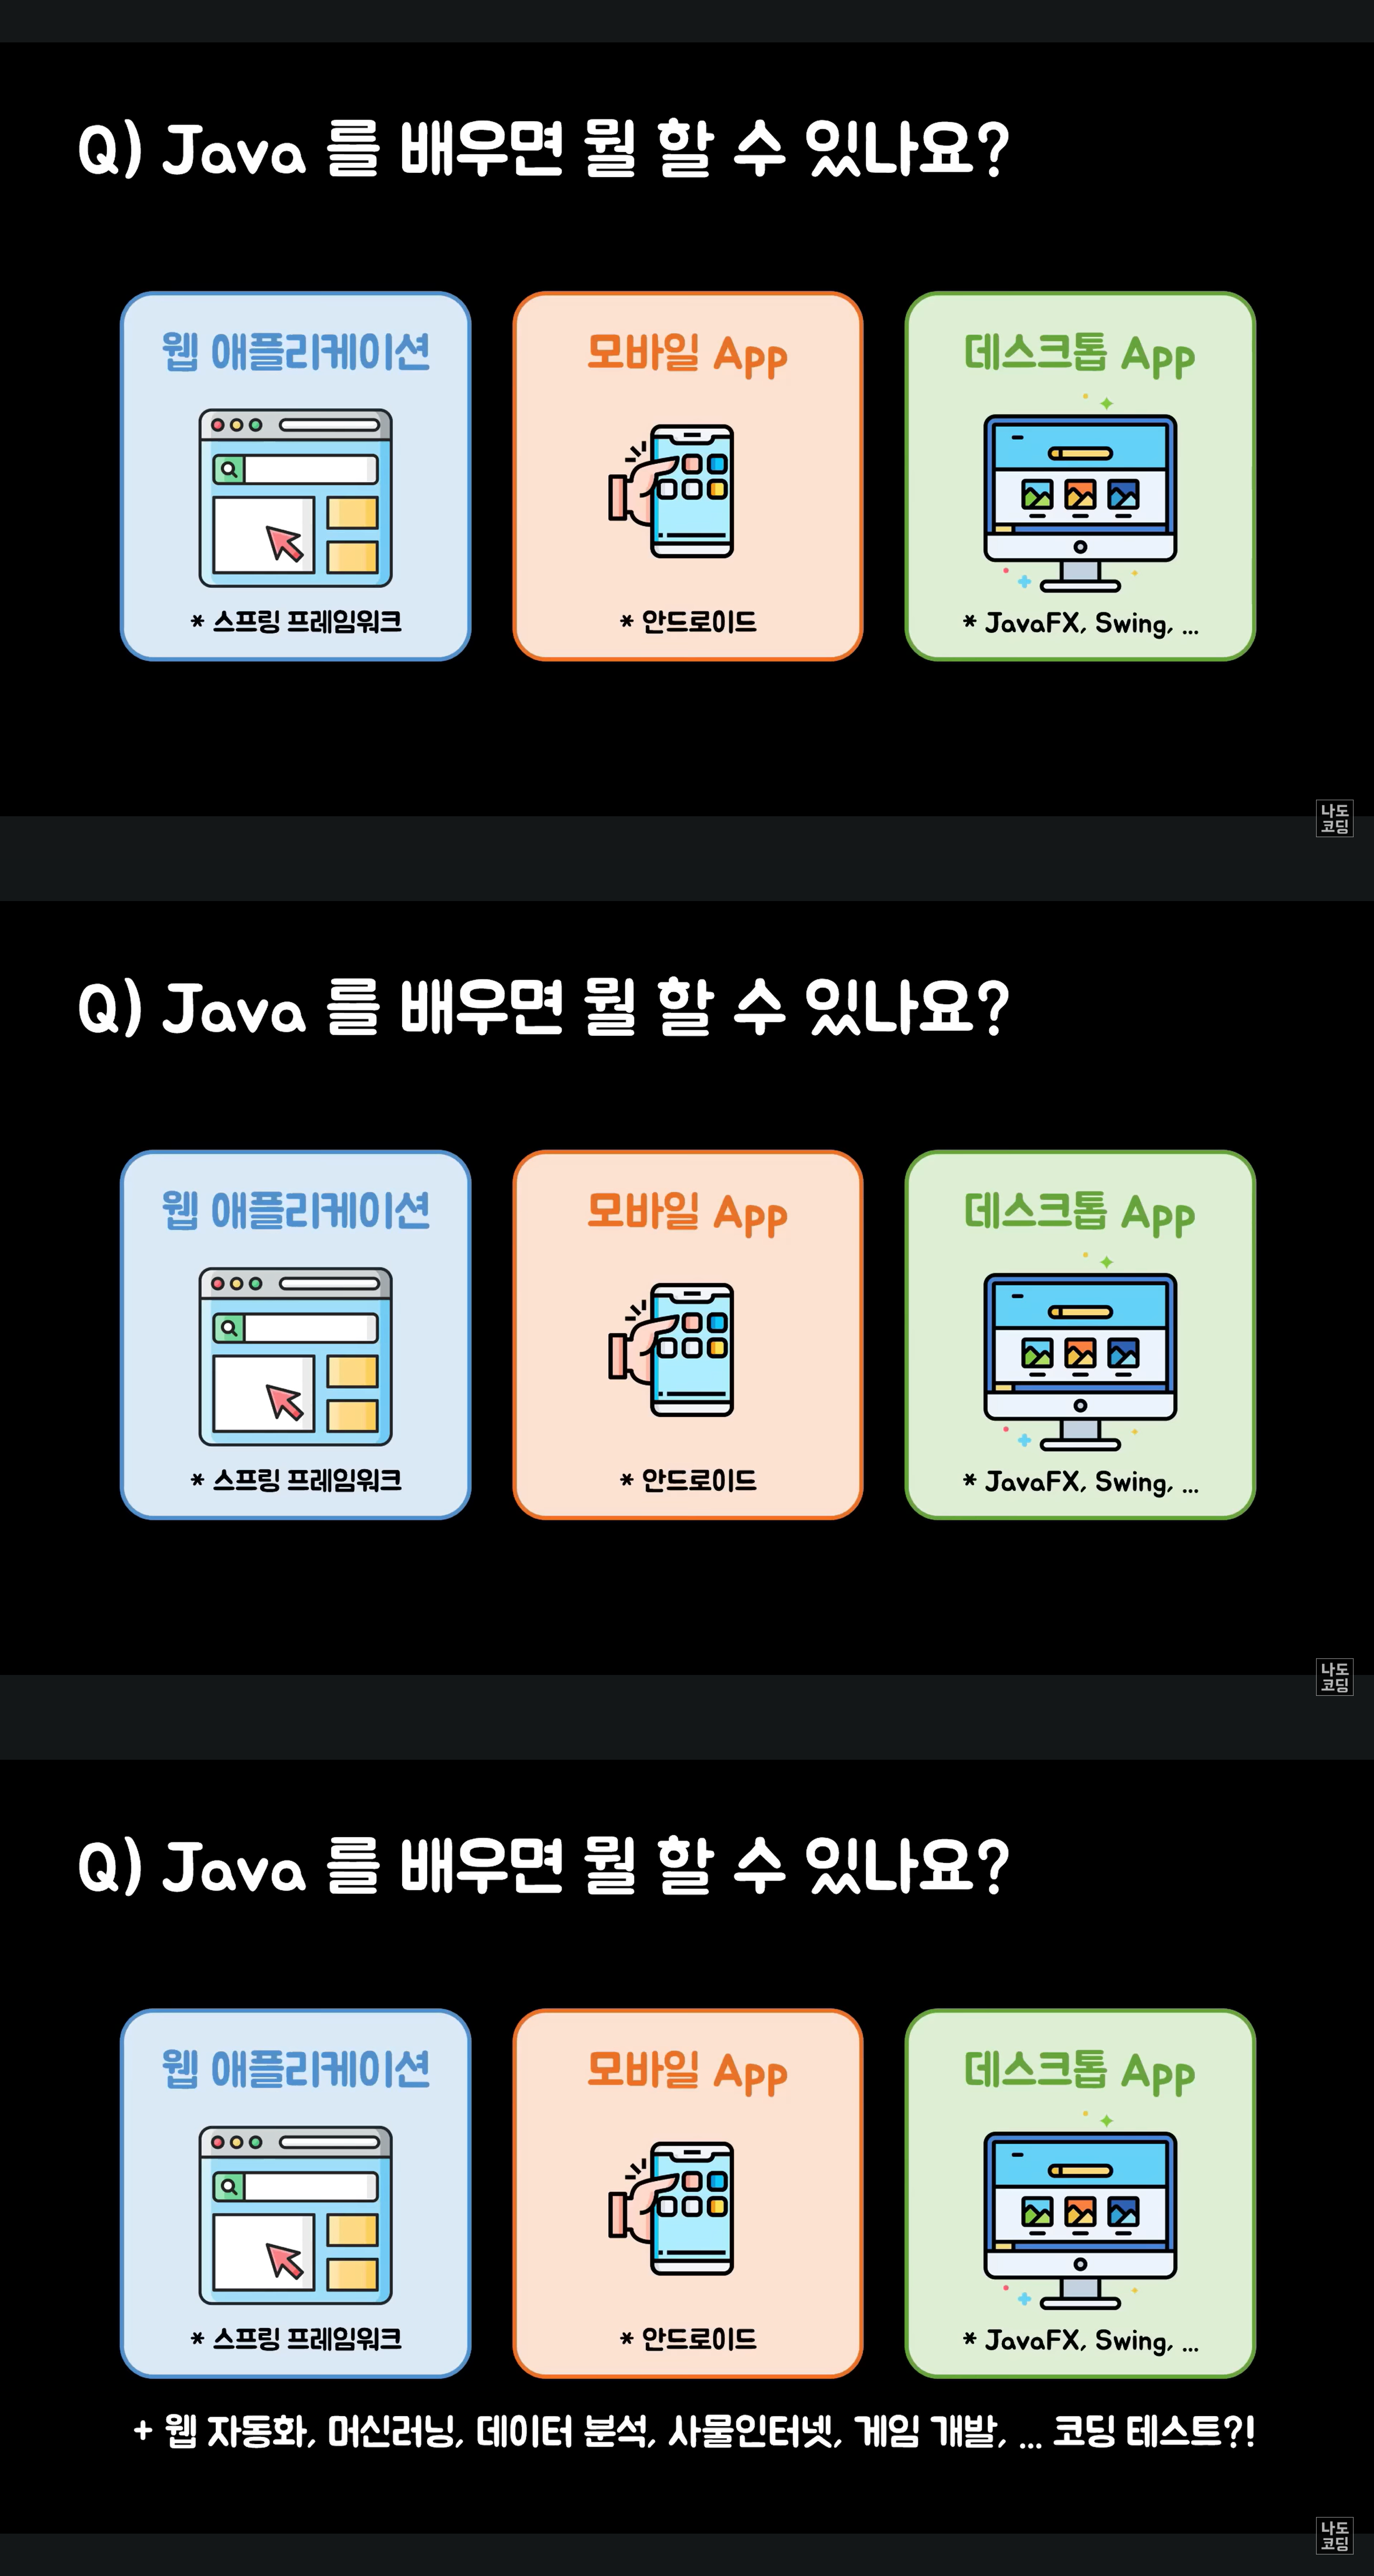 Q) Java 를 배우면 뭘 할 수 있나요?
웹 애플리케이션
모바일 App
데스크톱 App
* 스프링 프레임워크
* 안드로이드
* JavaFX, Swing, ...
나도
코딩
Q) Java 를 배우면 뭘 할 수 있나요?
웹 애플리케이션
모바일 App
데스크톱 App
* 스프링 프레임워크
* 안드로이드
* JavaFX, Swing, ...
나도
코딩
Q) Java 를 배우면 뭘 할 수 있나요?
웹 애플리케이션
모바일 App
데스크톱 App
* 스프링 프레임워크
* 안드로이드
* JavaFX, Swing, ...
+ 웹 자동화, 머신러닝, 데이터 분석, 사물인터넷, 게임 개발, ... 코딩 테스트?!
나도
코딩